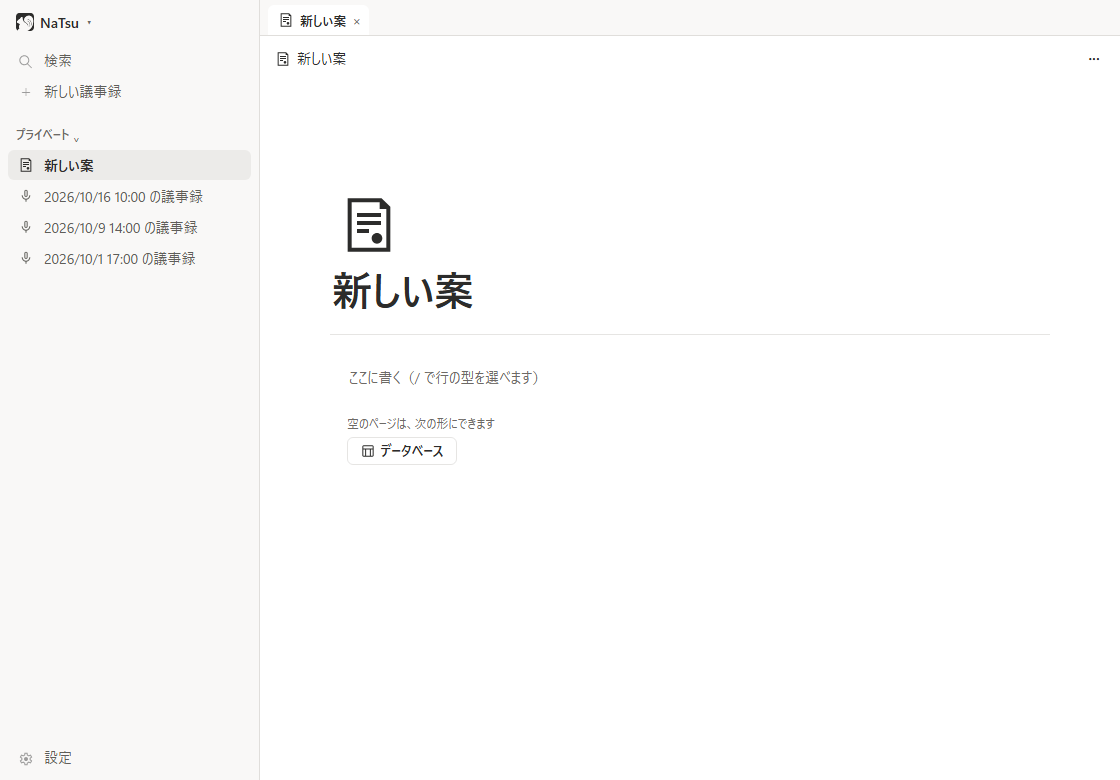 NaTsu
検索
新しい議事録
プライベート
新しい案
2026/10/16 10:00 の議事録
2026/10/9 14:00 の議事録
2026/10/1 17:00 の議事録
設定
新しい案 ×
新しい案
...
新しい案
ここに書く（/ で行の型を選べます）
空のページは、次の形にできます
データベース